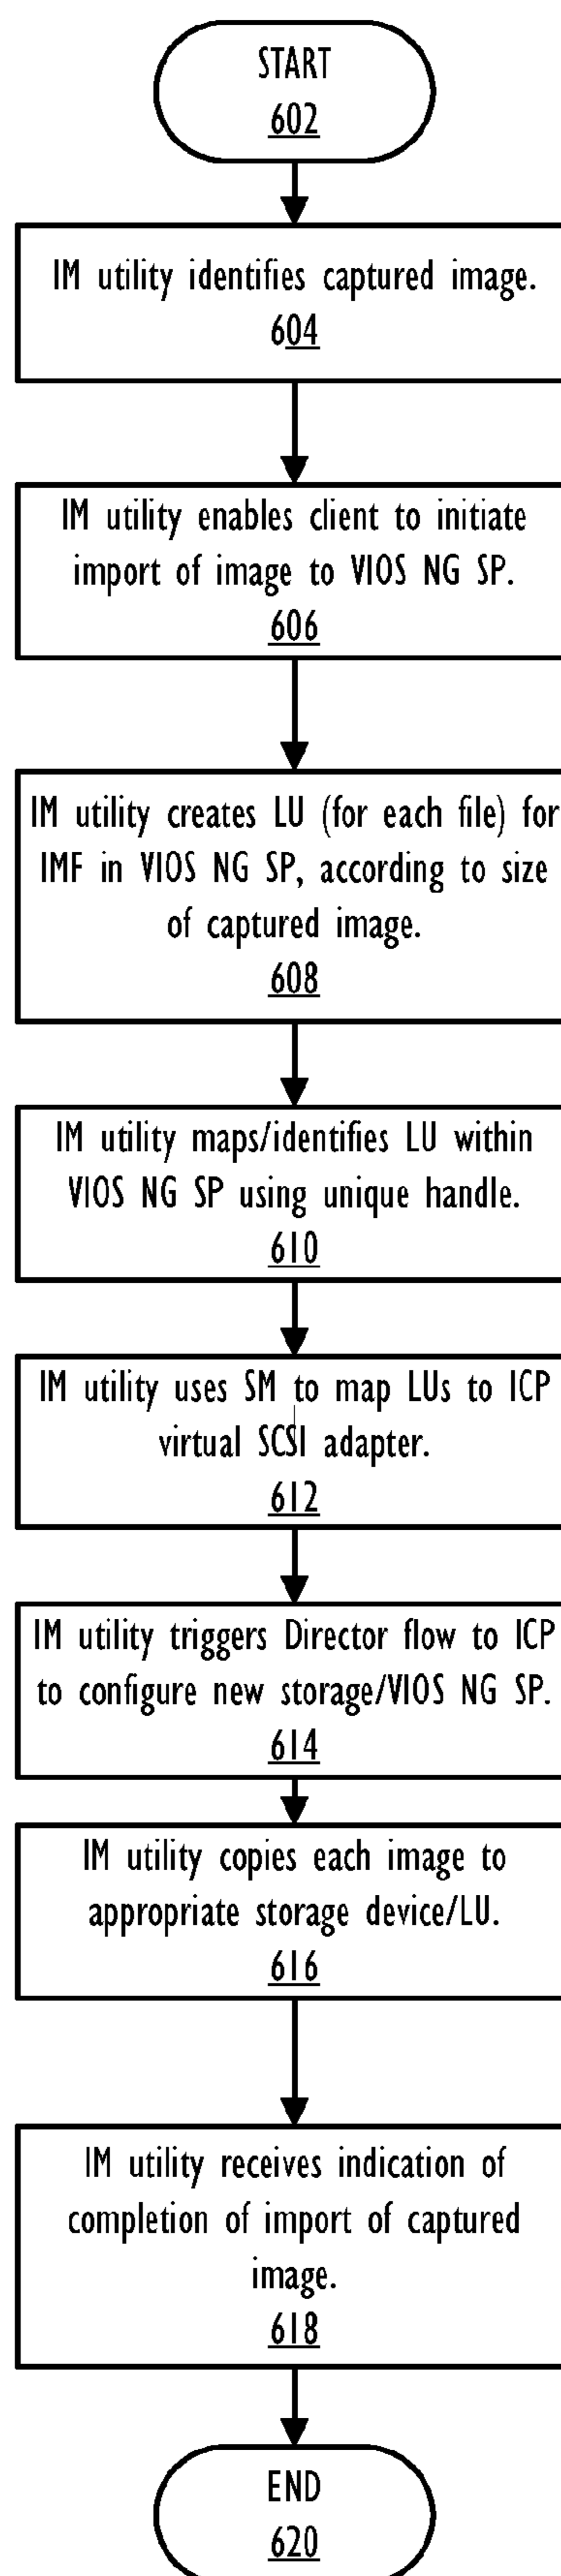 START
602
IM utility identifies captured image.
604
IM utility enables client to initiate
import of image to VIOS NG SP.
606
IM utility creates LU (for each file) for
IMF in VIOS NG SP, according to size
of captured image.
608
IM utility maps/identifies LU within
VIOS NG SP using unique handle.
610
IM utility uses SM to map LUs to ICP
virtual SCSI adapter.
612
IM utility triggers Director flow to ICP
to configure new storage/VIOS NG SP.
614
IM utility copies each image to
appropriate storage device/LU.
616
IM utility receives indication of
completion of import of captured
image.
618
END
620